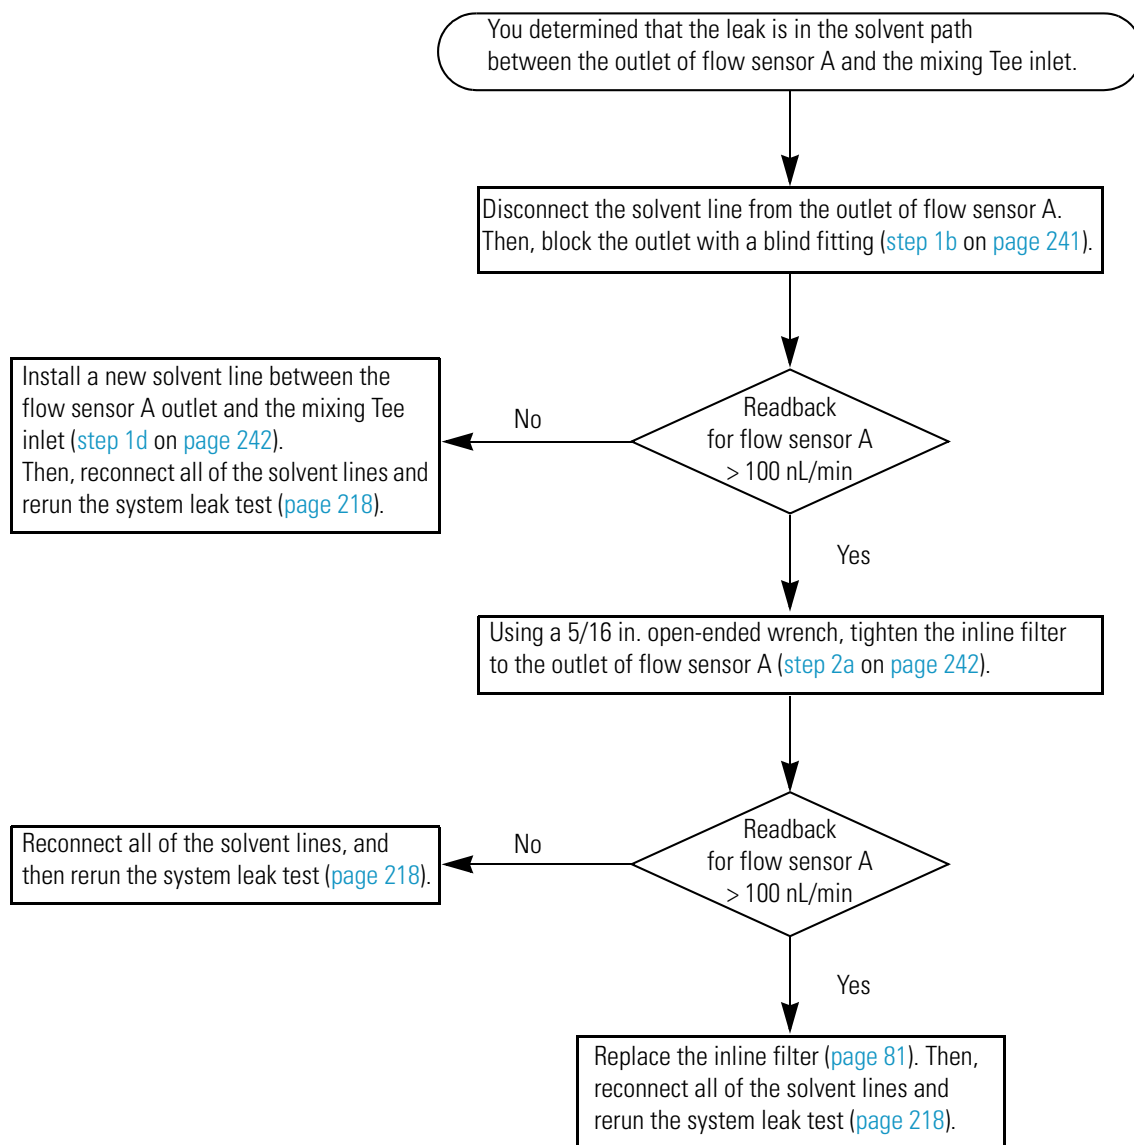 You determined that the leak is in the solvent path
between the outlet of flow sensor A and the mixing Tee inlet.
Disconnect the solvent line from the outlet of flow sensor A.
Then, block the outlet with a blind fitting (step 1b on page 241).
Readback
for flow sensor A
> 100 nL/min
No
Install a new solvent line between the
flow sensor A outlet and the mixing Tee
inlet (step 1d on page 242).
Then, reconnect all of the solvent lines and
rerun the system leak test (page 218).
Yes
Using a 5/16 in. open-ended wrench, tighten the inline filter
to the outlet of flow sensor A (step 2a on page 242).
Readback
for flow sensor A
> 100 nL/min
No
Reconnect all of the solvent lines, and
then rerun the system leak test (page 218).
Yes
Replace the inline filter (page 81). Then,
reconnect all of the solvent lines and
rerun the system leak test (page 218).